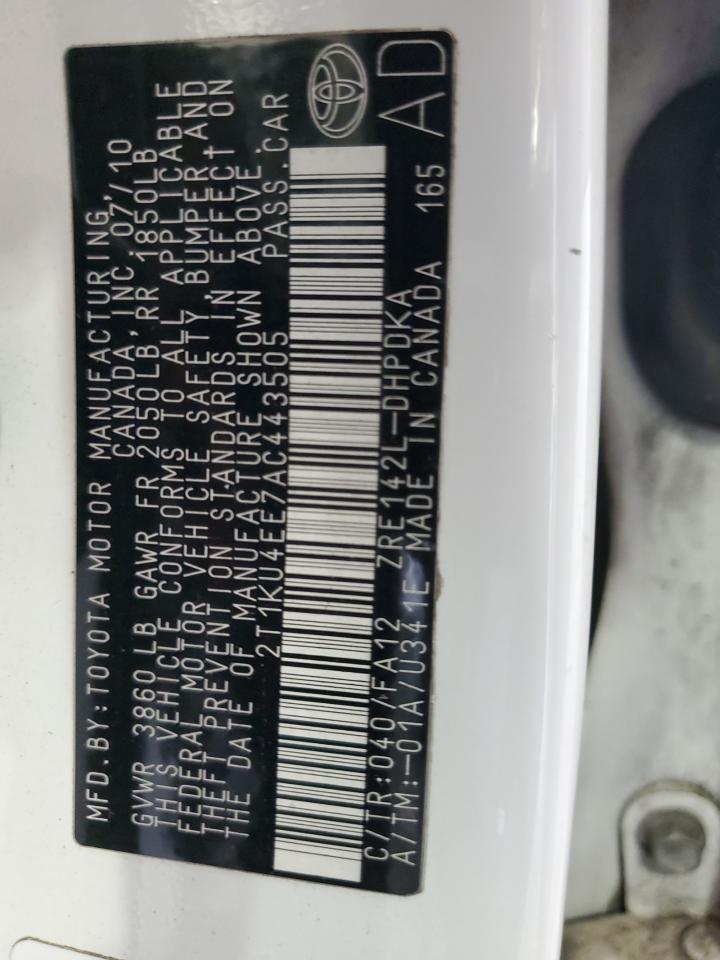 MFD.BY:TOYOTA MOTOR MANUFACTURING,
CANADA, INC. 07/10
GVWR 3860LB GAWR FR 2050LB, RR 1850LB
THIS VEHICLE CONFORMS TO ALL APPLICABLE
FEDERAL MOTOR VEHICLE SAFETY, BUMPER AND
THEFT PREVENTION STANDARDS IN EFFECT ON
THE DATE OF MANUFACTURE SHOWN ABOVE.
2T1KU4EE7AC443505 PASS.CAR
C/TR:040/FA12 ZRE142L-DHPDKA
A/TM:-01A/U341E MADE IN CANADA 165 AD